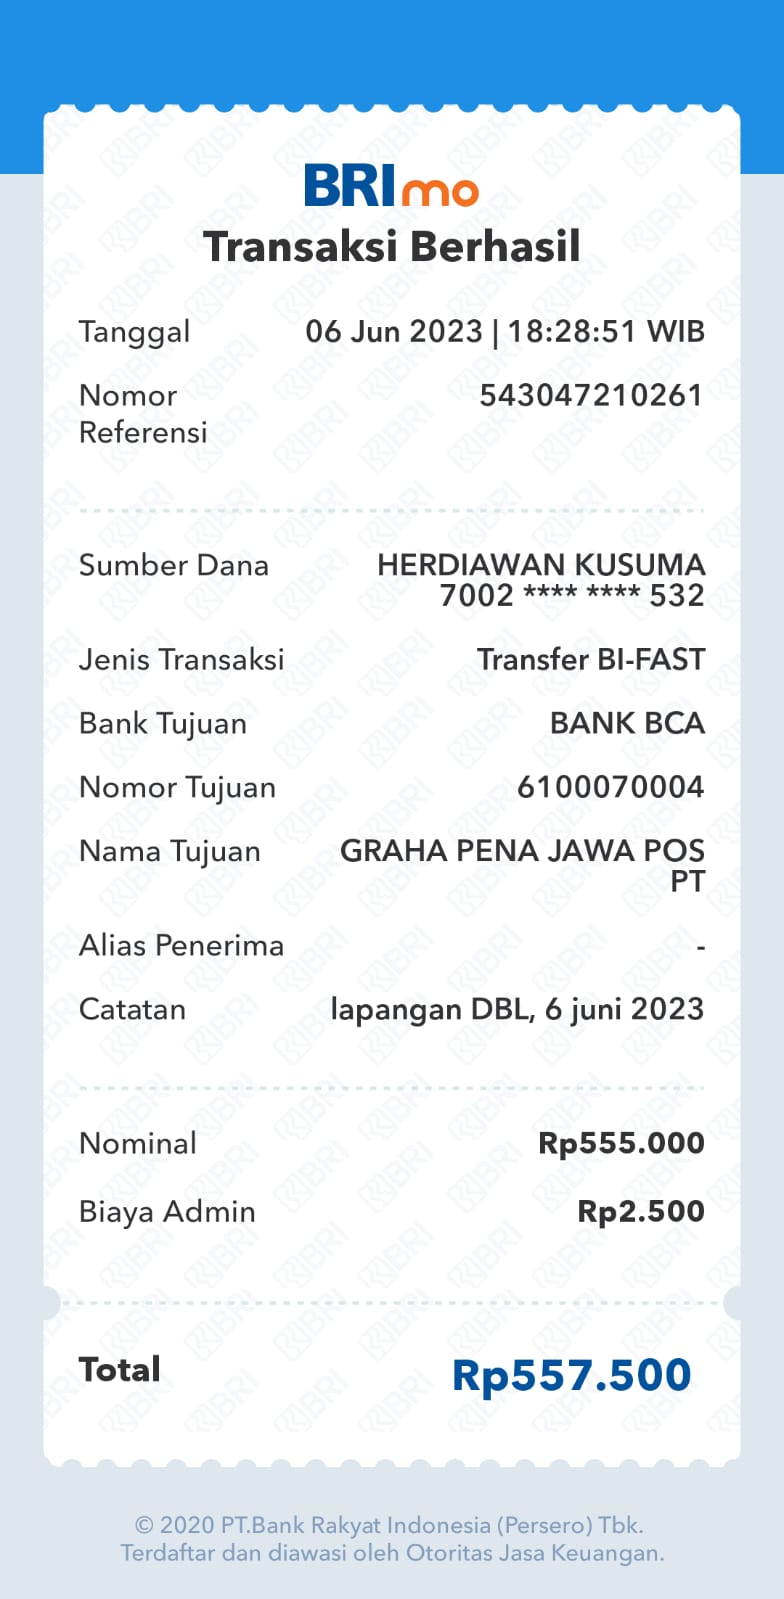 BRImo
Transaksi Berhasil
Tanggal 06 Jun 2023 | 18:28:51 WIB
Nomor Referensi 543047210261
Sumber Dana HERDIAWAN KUSUMA
7002 **** **** 532
Jenis Transaksi Transfer BI-FAST
Bank Tujuan BANK BCA
Nomor Tujuan 6100070004
Nama Tujuan GRAHA PENA JAWA POS
PT
Alias Penerima -
Catatan lapangan DBL, 6 juni 2023
Nominal Rp555.000
Biaya Admin Rp2.500
Total Rp557.500
© 2020 PT.Bank Rakyat Indonesia (Persero) Tbk.
Terdaftar dan diawasi oleh Otoritas Jasa Keuangan.